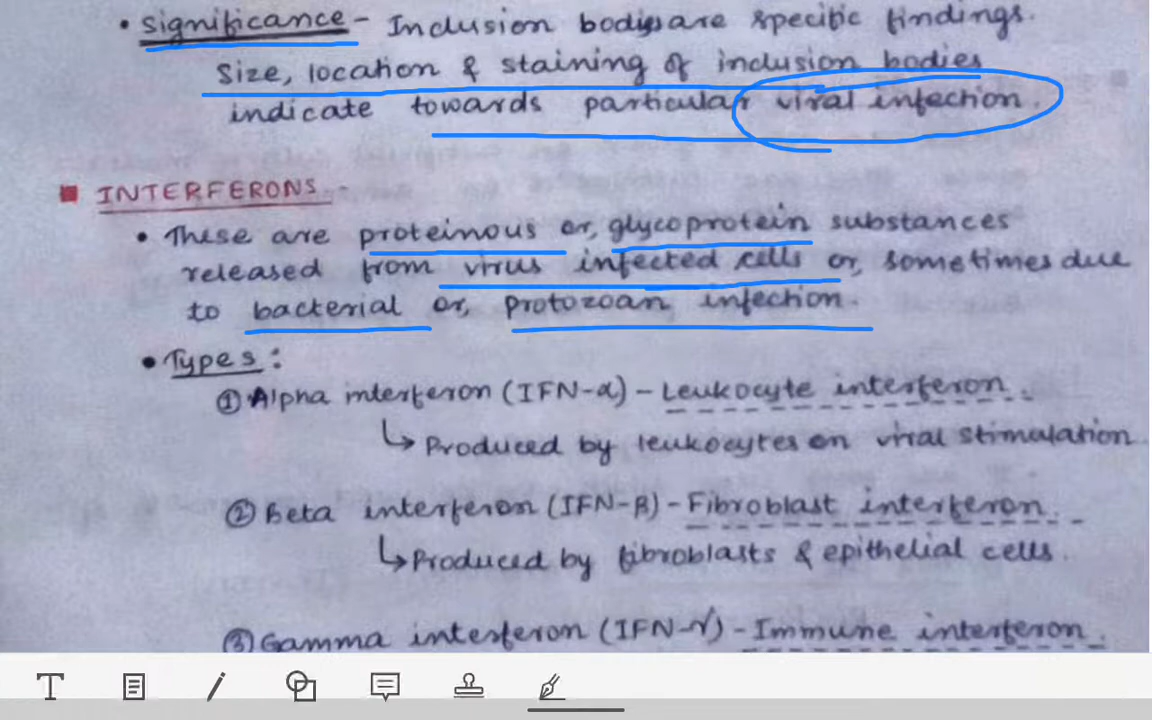 • Significance - Inclusion bodies are specific findings.
Size, location & staining of inclusion bodies
indicate towards particular viral infection.
■ INTERFERONS -
• These are proteinous or, glycoprotein substances
released from virus infected cells or, sometimes due
to bacterial or, protozoan infection.
• Types:
① Alpha interferon (IFN-α) - Leukocyte interferon.
↳ Produced by leukocytes on viral stimulation
② Beta interferon (IFN-β) - Fibroblast interferon.
↳ Produced by fibroblasts & epithelial cells.
③ Gamma interferon (IFN-γ) - Immune interferon.
T